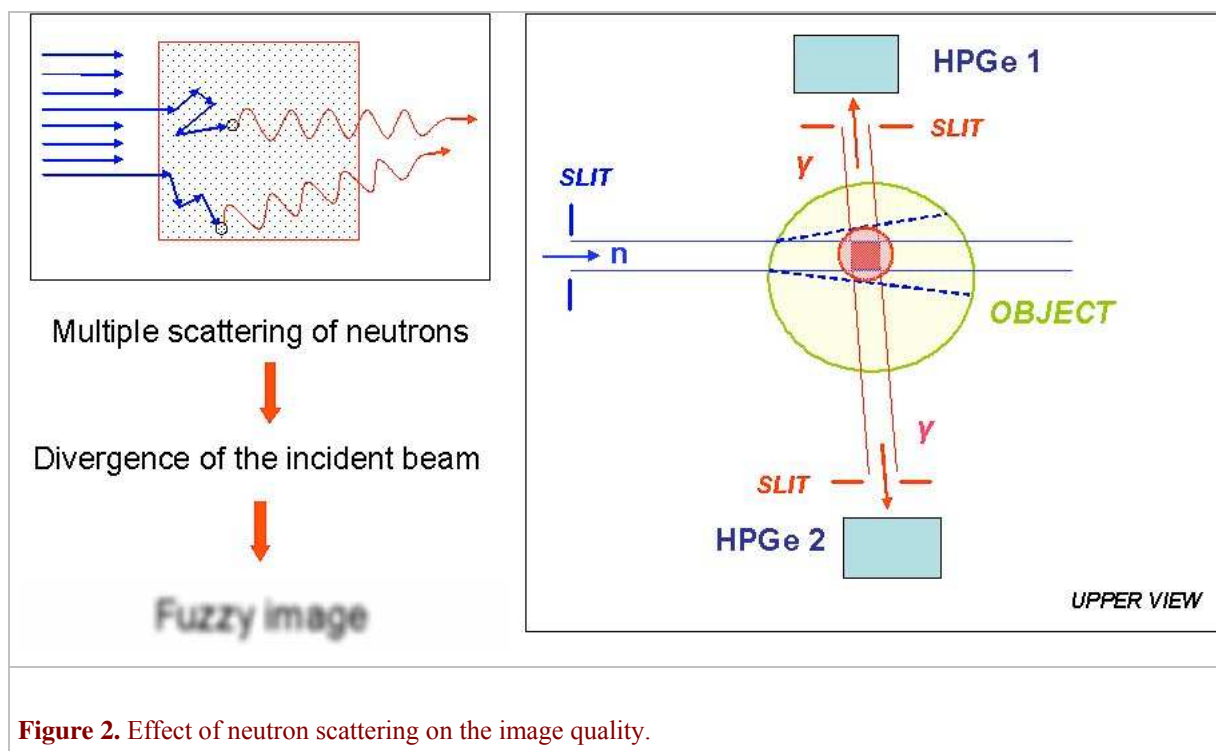 Multiple scattering of neutrons
Divergence of the incident beam
Fuzzy image
HPGe 1
SLIT
γ
SLIT
n
OBJECT
γ
SLIT
HPGe 2
UPPER VIEW
Figure 2. Effect of neutron scattering on the image quality.